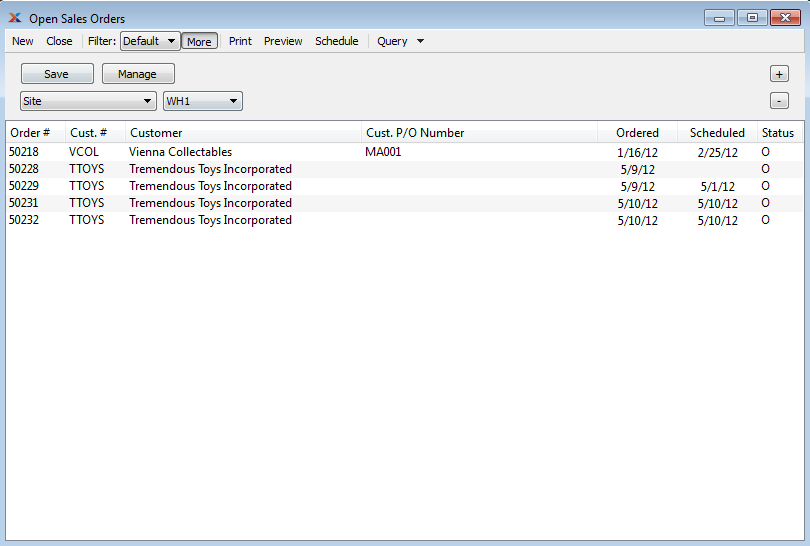 Open Sales Orders
New Close Filter: Default More Print Preview Schedule Query
Save Manage +
Site WH1 -
Order # Cust. # Customer Cust. P/O Number Ordered Scheduled Status
50218 VCOL Vienna Collectables MA001 1/16/12 2/25/12 O
50228 TTOYS Tremendous Toys Incorporated 5/9/12 O
50229 TTOYS Tremendous Toys Incorporated 5/9/12 5/1/12 O
50231 TTOYS Tremendous Toys Incorporated 5/10/12 5/10/12 O
50232 TTOYS Tremendous Toys Incorporated 5/10/12 5/10/12 O